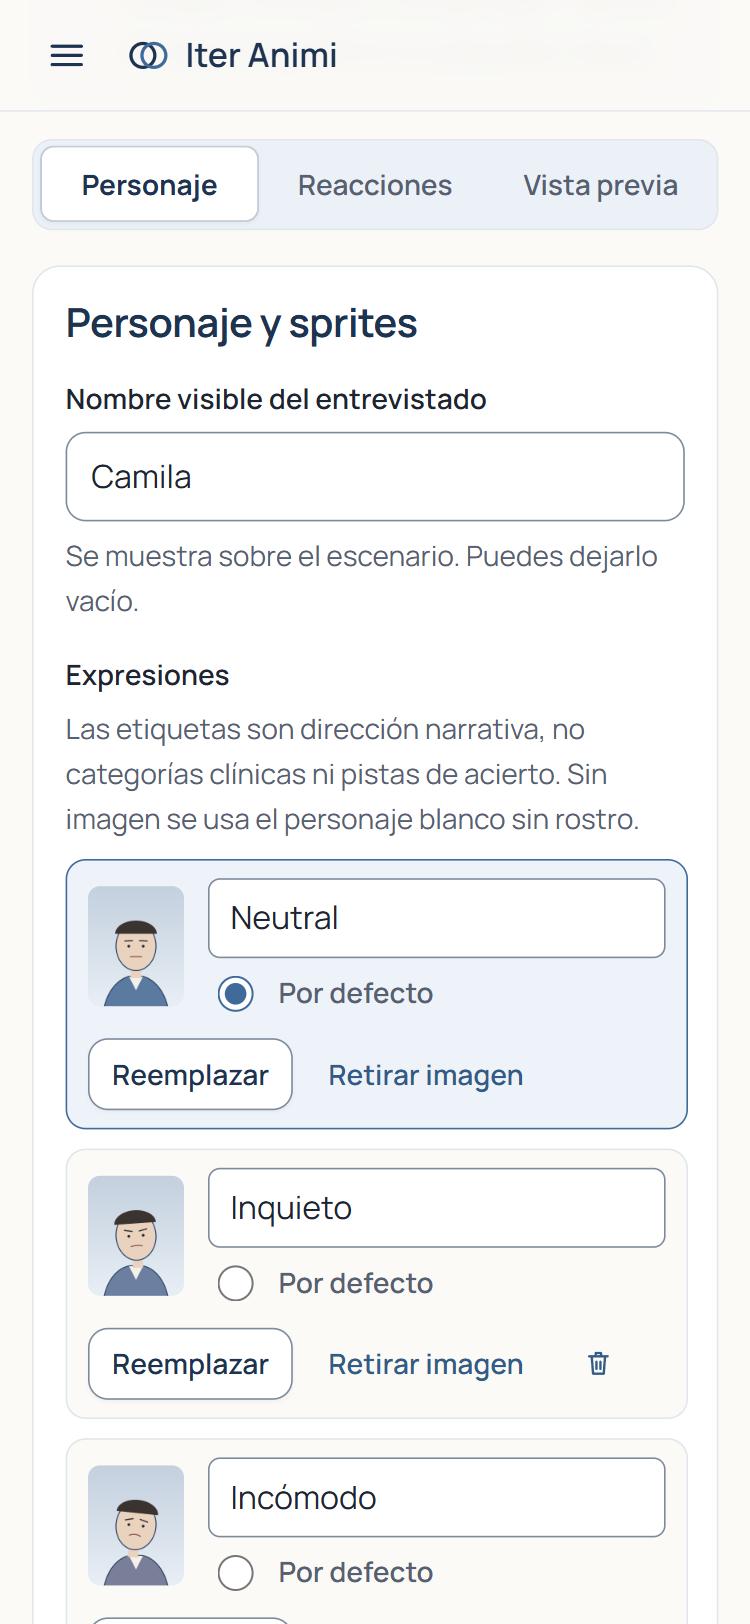 Iter Animi
Personaje
Reacciones
Vista previa
Personaje y sprites
Nombre visible del entrevistado
Camila
Se muestra sobre el escenario. Puedes dejarlo
vacío.
Expresiones
Las etiquetas son dirección narrativa, no
categorías clínicas ni pistas de acierto. Sin
imagen se usa el personaje blanco sin rostro.
Neutral
Por defecto
Reemplazar
Retirar imagen
Inquieto
Por defecto
Reemplazar
Retirar imagen
Incómodo
Por defecto